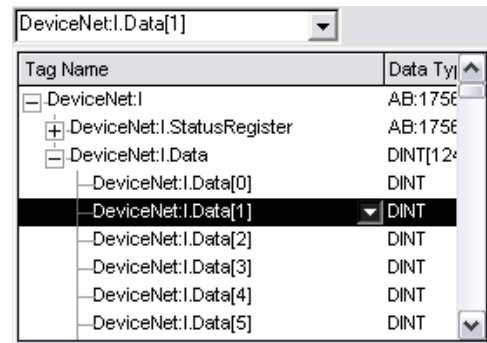 DeviceNet:I.Data[1]
Tag Name Data Typ
DeviceNet:I AB:1756
DeviceNet:I.StatusRegister AB:1756
DeviceNet:I.Data DINT[124
DeviceNet:I.Data[0] DINT
DeviceNet:I.Data[1] DINT
DeviceNet:I.Data[2] DINT
DeviceNet:I.Data[3] DINT
DeviceNet:I.Data[4] DINT
DeviceNet:I.Data[5] DINT